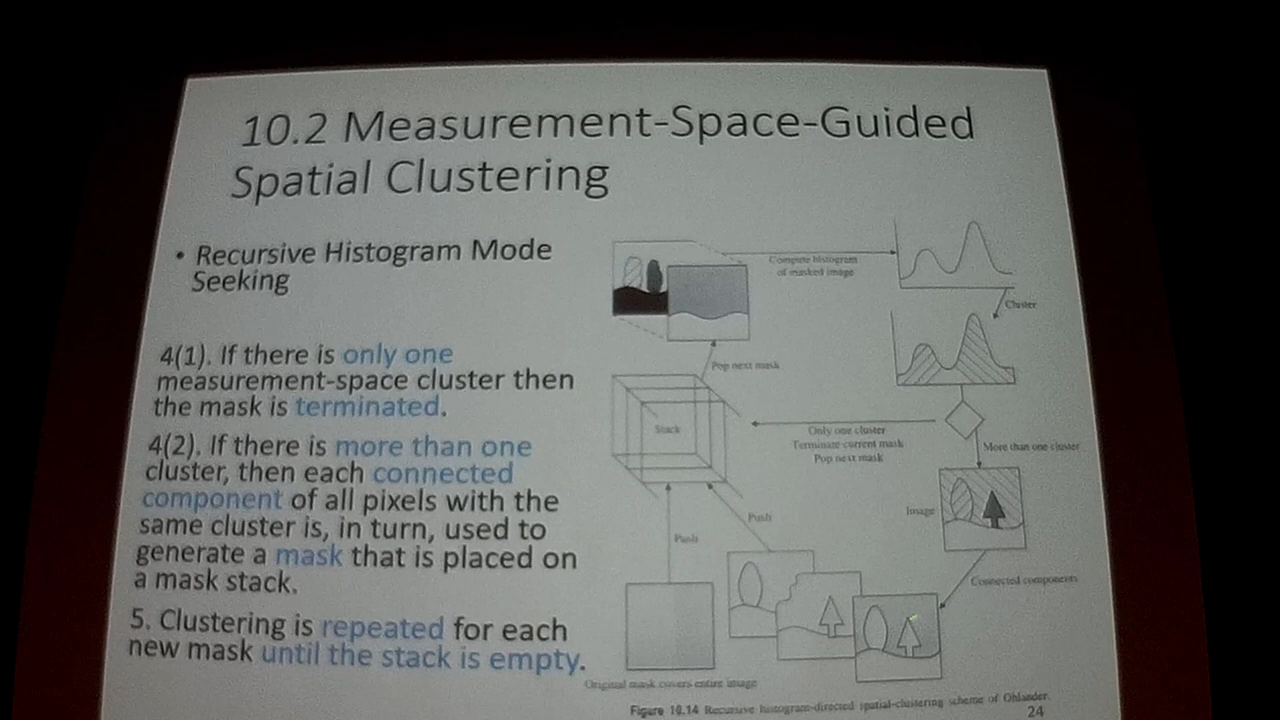 10.2 Measurement-Space-Guided
Spatial Clustering
• Recursive Histogram Mode
Seeking
4(1). If there is only one
measurement-space cluster then
the mask is terminated.
4(2). If there is more than one
cluster, then each connected
component of all pixels with the
same cluster is, in turn, used to
generate a mask that is placed on
a mask stack.
5. Clustering is repeated for each
new mask until the stack is empty.
Compute histogram
of masked image
Cluster
Pop next mask
Stack
Only one cluster
Terminate current mask
Pop next mask
More than one cluster
Image
Push
Push
Connected components
Original mask covers entire image
Figure 10.14 Recursive histogram-directed spatial-clustering scheme of Ohlander.
24